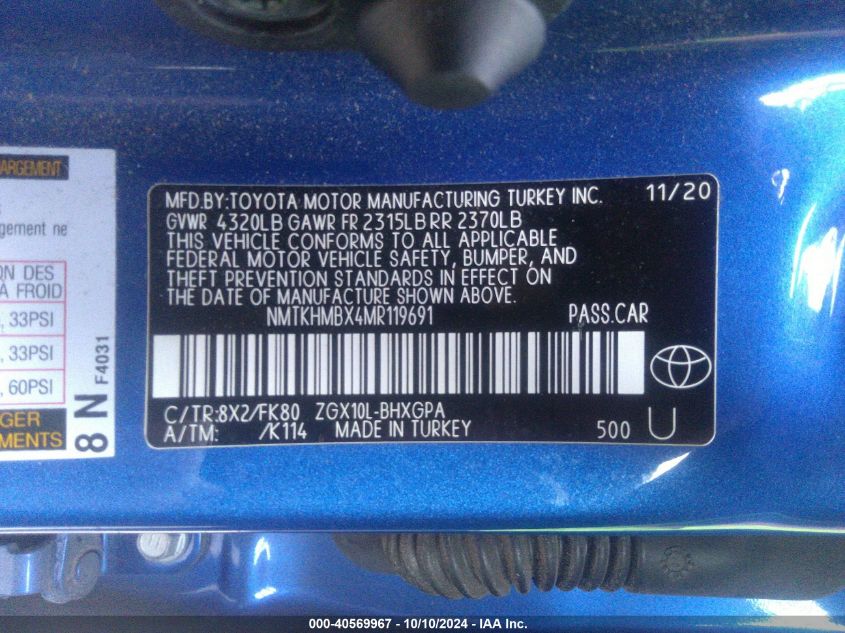 ARGEMENT
gement ne
ON DES
A FROID
, 33PSI
, 33PSI
, 60PSI
GER
MENTS
8 N F4031
MFD.BY:TOYOTA MOTOR MANUFACTURING TURKEY INC. 11/20
GVWR 4320LB GAWR FR 2315LB RR 2370LB
THIS VEHICLE CONFORMS TO ALL APPLICABLE
FEDERAL MOTOR VEHICLE SAFETY, BUMPER, AND
THEFT PREVENTION STANDARDS IN EFFECT ON
THE DATE OF MANUFACTURE SHOWN ABOVE.
NMTKHMBX4MR119691 PASS.CAR
C/TR:8X2/FK80 ZGX10L-BHXGPA
A/TM: /K114 MADE IN TURKEY 500 U
000-40569967 - 10/10/2024 - IAA Inc.